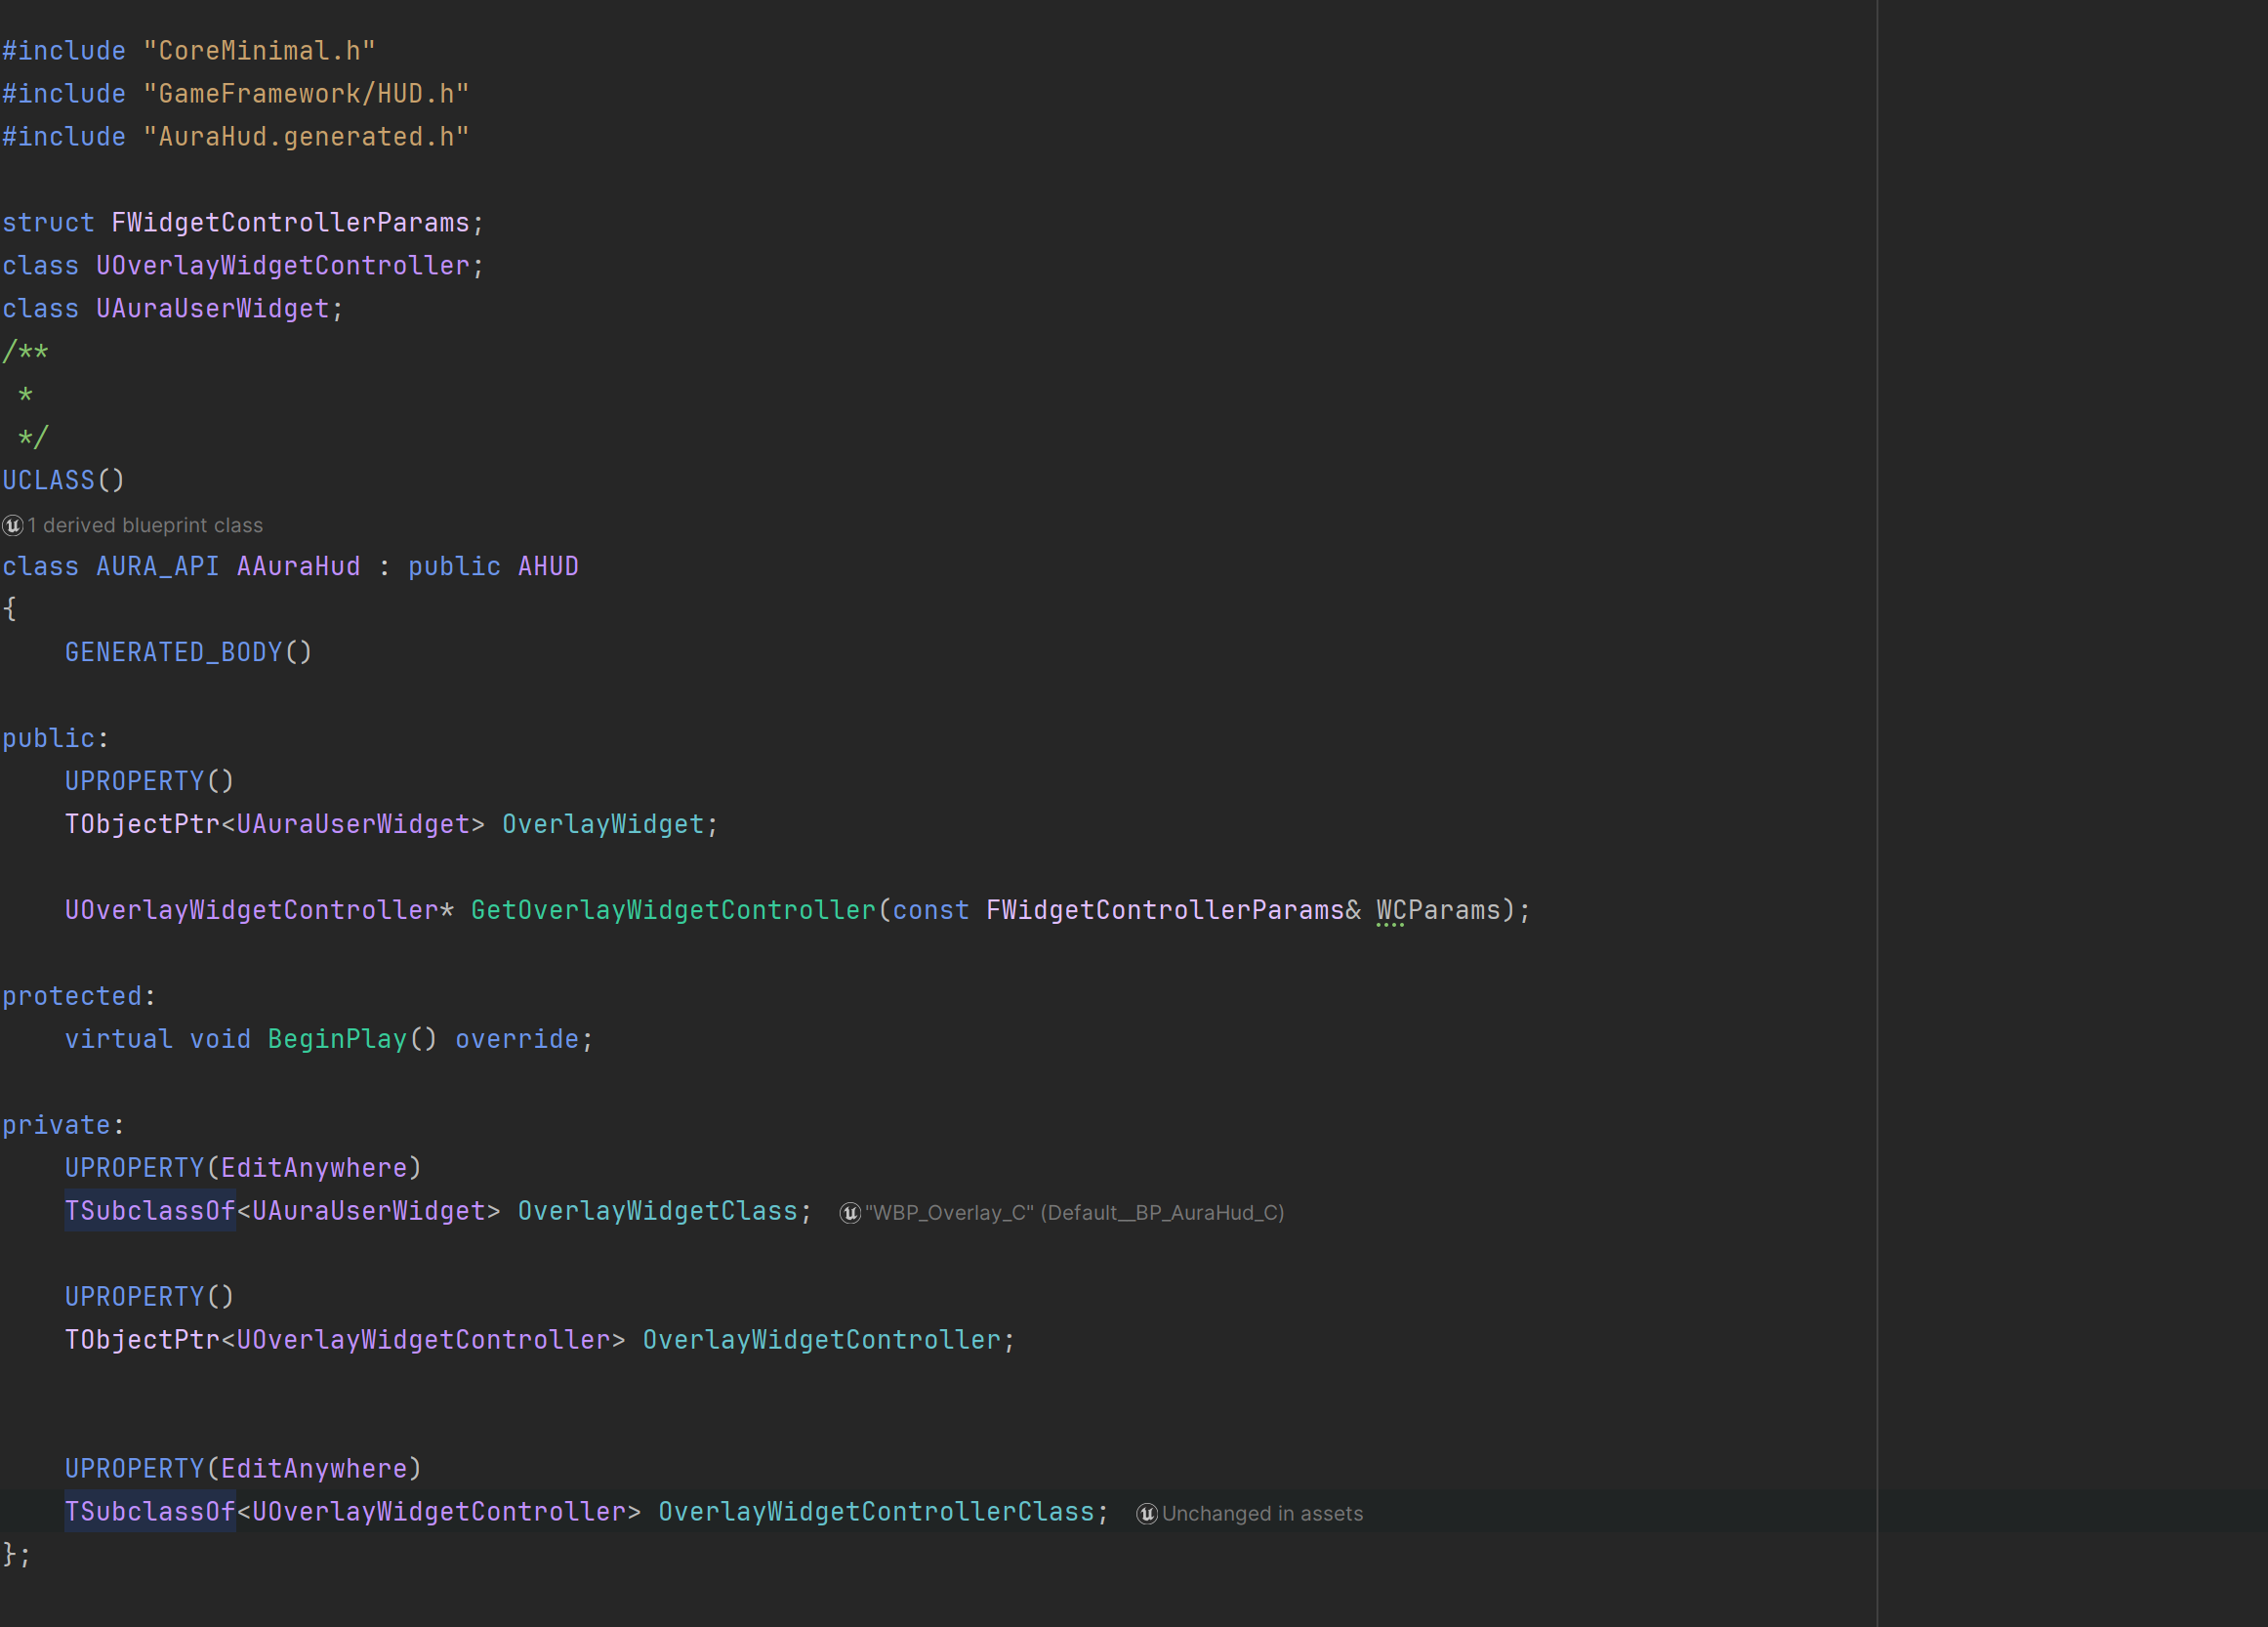 #include "CoreMinimal.h"
#include "GameFramework/HUD.h"
#include "AuraHud.generated.h"
struct FWidgetControllerParams;
class UOverlayWidgetController;
class UAuraUserWidget;
/**
 *
 */
UCLASS()
1 derived blueprint class
class AURA_API AAuraHud : public AHUD
{
    GENERATED_BODY()
public:
    UPROPERTY()
    TObjectPtr<UAuraUserWidget> OverlayWidget;
    UOverlayWidgetController* GetOverlayWidgetController(const FWidgetControllerParams& WCParams);
protected:
    virtual void BeginPlay() override;
private:
    UPROPERTY(EditAnywhere)
    TSubclassOf<UAuraUserWidget> OverlayWidgetClass; "WBP_Overlay_C" (Default__BP_AuraHud_C)
    UPROPERTY()
    TObjectPtr<UOverlayWidgetController> OverlayWidgetController;
    UPROPERTY(EditAnywhere)
    TSubclassOf<UOverlayWidgetController> OverlayWidgetControllerClass; Unchanged in assets
};